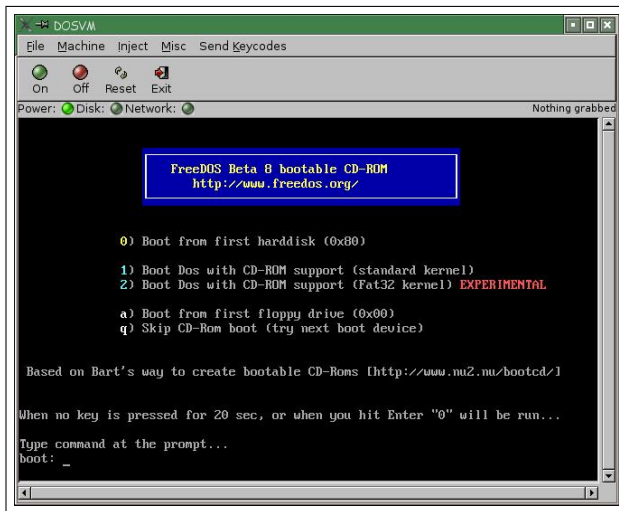 DOSVM
File Machine Inject Misc Send Keycodes
On Off Reset Exit
Power: Disk: Network: Nothing grabbed
FreeDOS Beta 8 bootable CD-ROM
http://www.freedos.org/
0) Boot from first harddisk (0x80)
1) Boot Dos with CD-ROM support (standard kernel)
2) Boot Dos with CD-ROM support (Fat32 kernel) EXPERIMENTAL
a) Boot from first floppy drive (0x00)
q) Skip CD-Rom boot (try next boot device)
Based on Bart's way to create bootable CD-Roms [http://www.nu2.nu/bootcd/]
When no key is pressed for 20 sec, or when you hit Enter "0" will be run...
Type command at the prompt...
boot: _